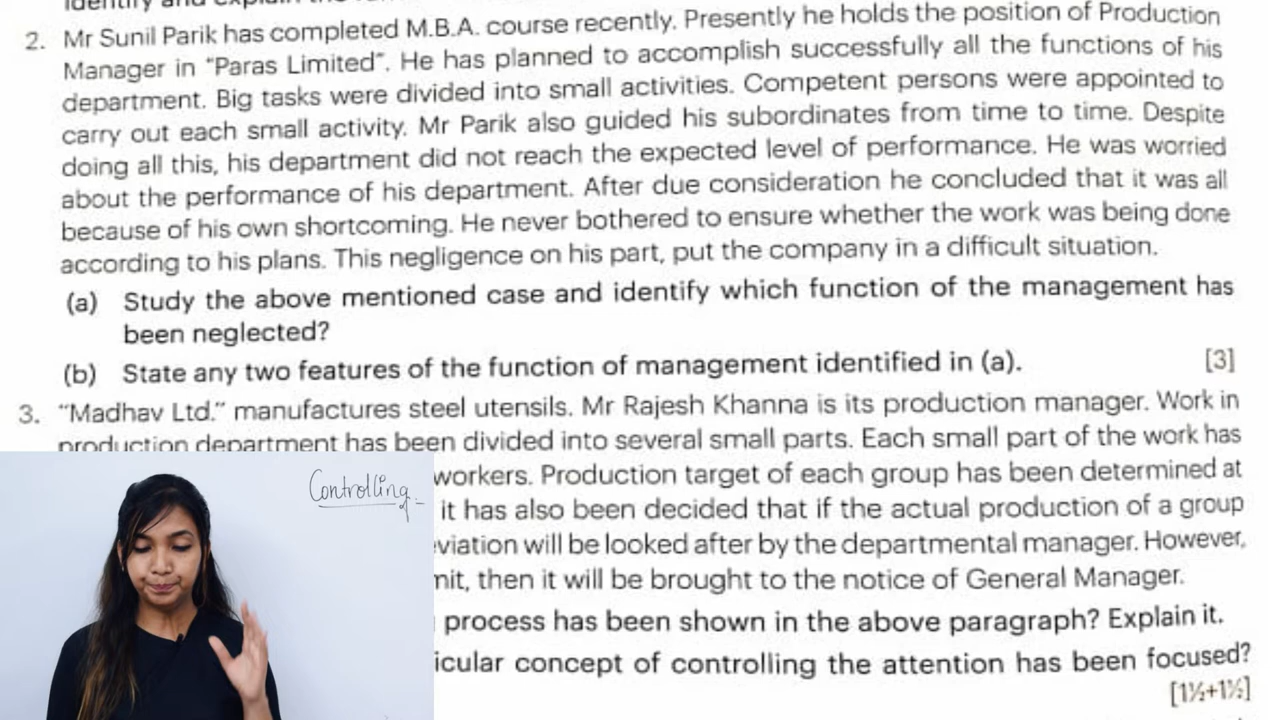 2. Mr Sunil Parik has completed M.B.A. course recently. Presently he holds the position of Production
Manager in “Paras Limited”. He has planned to accomplish successfully all the functions of his
department. Big tasks were divided into small activities. Competent persons were appointed to
carry out each small activity. Mr Parik also guided his subordinates from time to time. Despite
doing all this, his department did not reach the expected level of performance. He was worried
about the performance of his department. After due consideration he concluded that it was all
because of his own shortcoming. He never bothered to ensure whether the work was being done
according to his plans. This negligence on his part, put the company in a difficult situation.
(a) Study the above mentioned case and identify which function of the management has
been neglected?
(b) State any two features of the function of management identified in (a). [3]
3. “Madhav Ltd.” manufactures steel utensils. Mr Rajesh Khanna is its production manager. Work in
production department has been divided into several small parts. Each small part of the work has
workers. Production target of each group has been determined at
it has also been decided that if the actual production of a group
viation will be looked after by the departmental manager. However,
mit, then it will be brought to the notice of General Manager.
process has been shown in the above paragraph? Explain it.
icular concept of controlling the attention has been focused?
[1½+1½]
Controlling